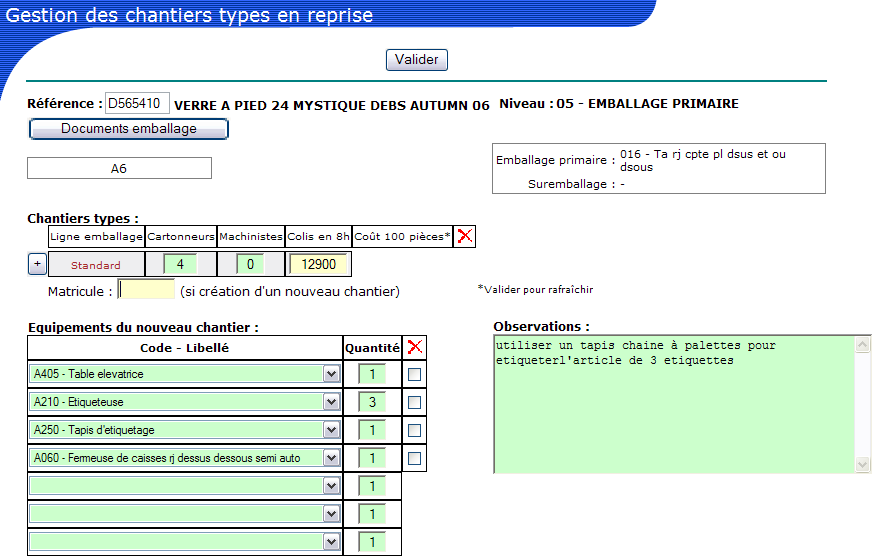 Gestion des chantiers types en reprise
Valider
Référence : D565410 VERRE A PIED 24 MYSTIQUE DEBS AUTUMN 06 Niveau : 05 - EMBALLAGE PRIMAIRE
Documents emballage
A6
Emballage primaire : 016 - Ta rj cpte pl dsus et ou
dsous
Suremballage : -
Chantiers types :
Ligne emballage Cartonneurs Machinistes Colis en 8h Coût 100 pièces*
+ Standard 4 0 12900
Matricule : (si création d'un nouveau chantier)
*Valider pour rafraîchir
Equipements du nouveau chantier :
Code - Libellé Quantité
A405 - Table elevatrice 1
A210 - Etiqueteuse 3
A250 - Tapis d'etiquetage 1
A060 - Fermeuse de caisses rj dessus dessous semi auto 1
1
1
1
Observations :
utiliser un tapis chaine à palettes pour
etiqueterl'article de 3 etiquettes